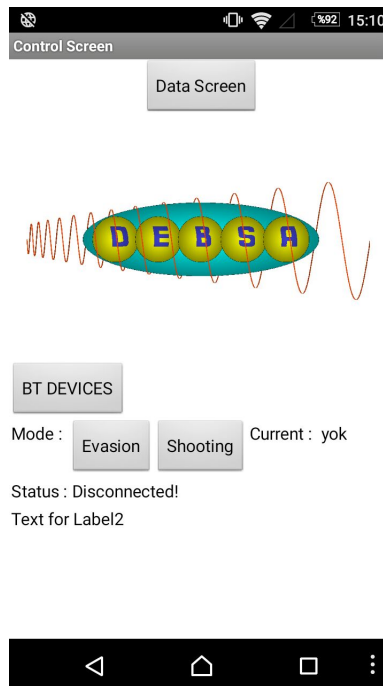 %92 15:10
Control Screen
Data Screen
DEBSA
BT DEVICES
Mode : Evasion Shooting Current : yok
Status : Disconnected!
Text for Label2